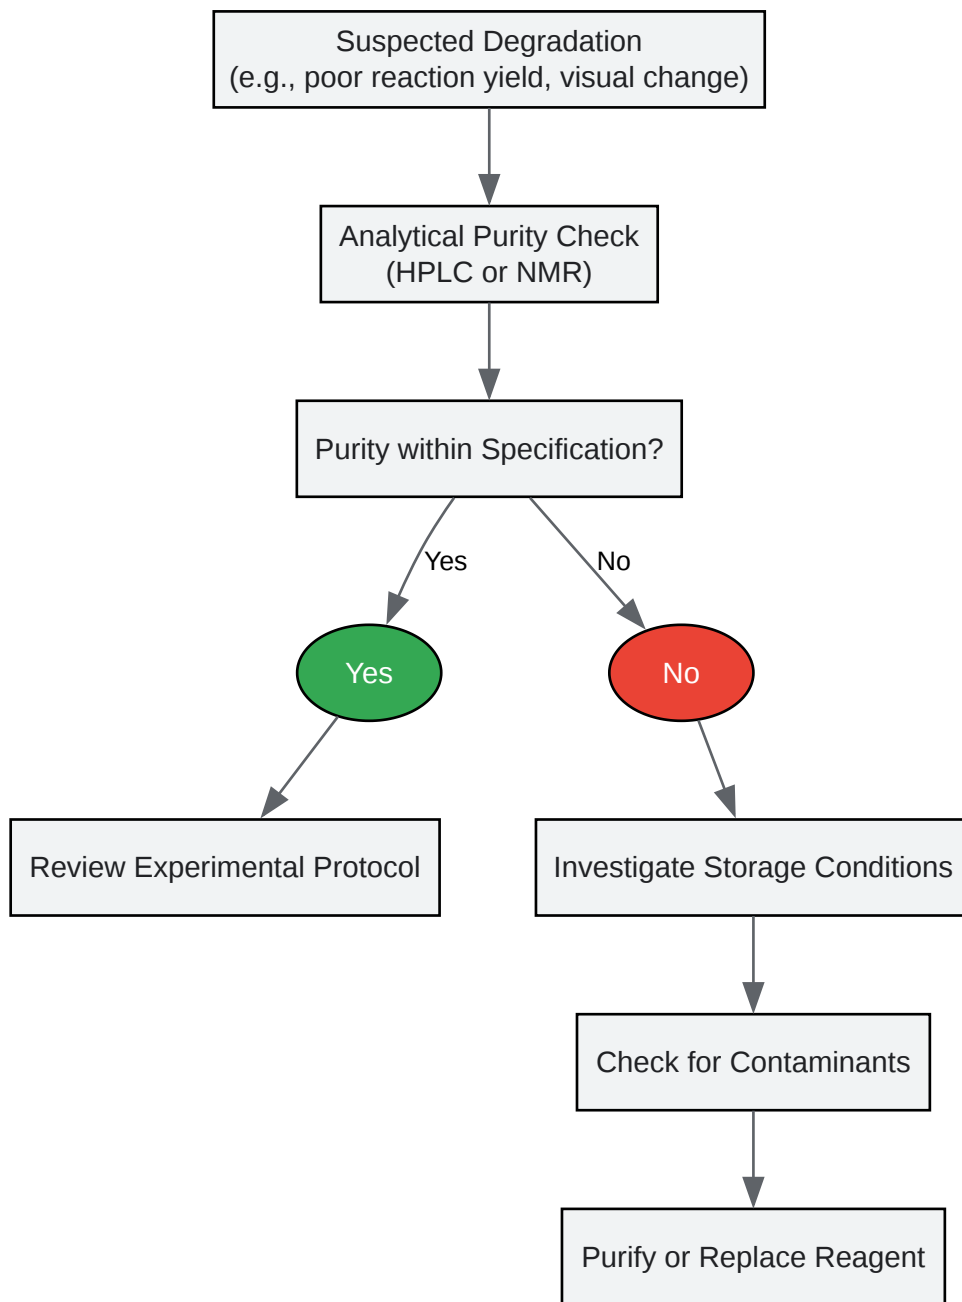 Suspected Degradation
(e.g., poor reaction yield, visual change)
Analytical Purity Check
(HPLC or NMR)
Purity within Specification?
Yes
No
Yes
No
Review Experimental Protocol
Investigate Storage Conditions
Check for Contaminants
Purify or Replace Reagent